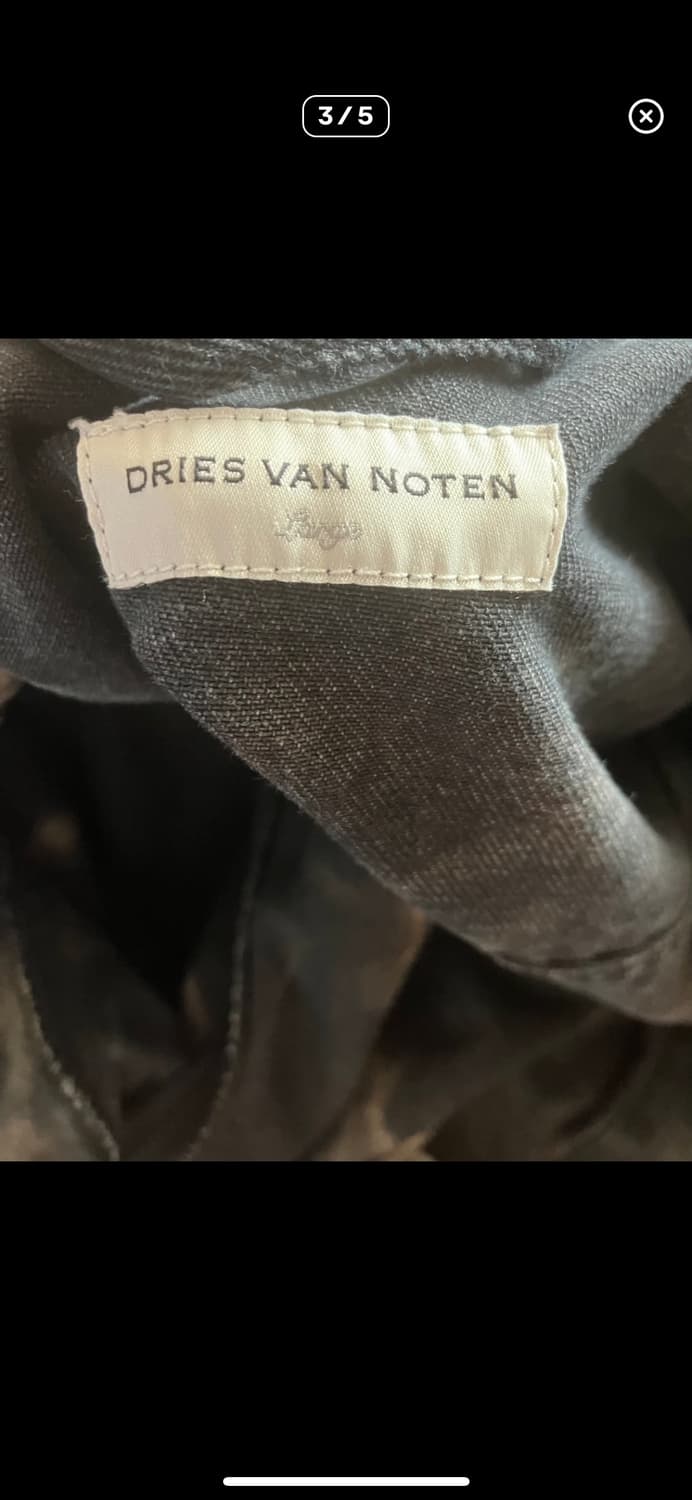 3/5
DRIES VAN NOTEN
Large